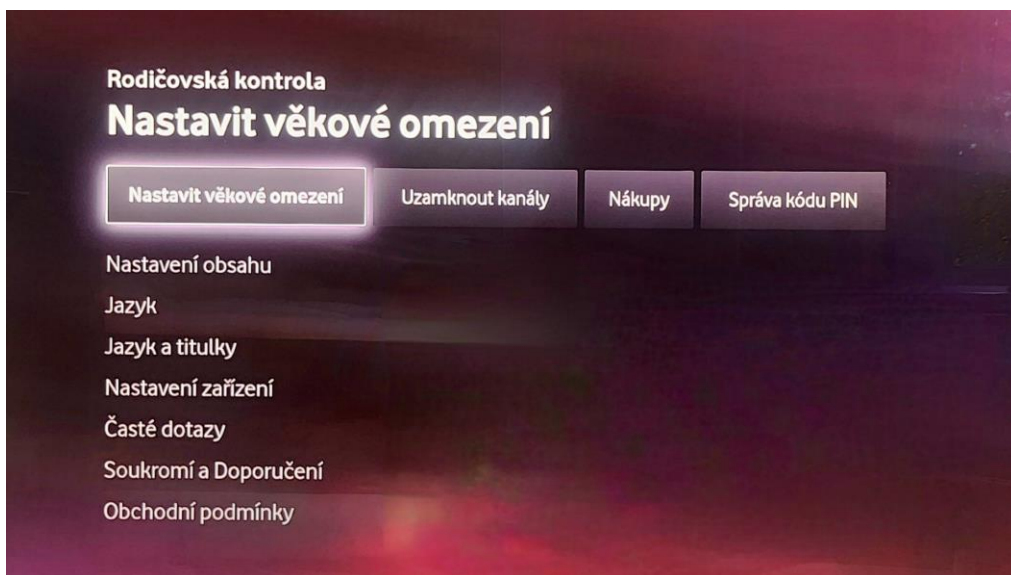 Rodičovská kontrola
Nastavit věkové omezení
Nastavit věkové omezení Uzamknout kanály Nákupy Správa kódu PIN
Nastavení obsahu
Jazyk
Jazyk a titulky
Nastavení zařízení
Časté dotazy
Soukromí a Doporučení
Obchodní podmínky